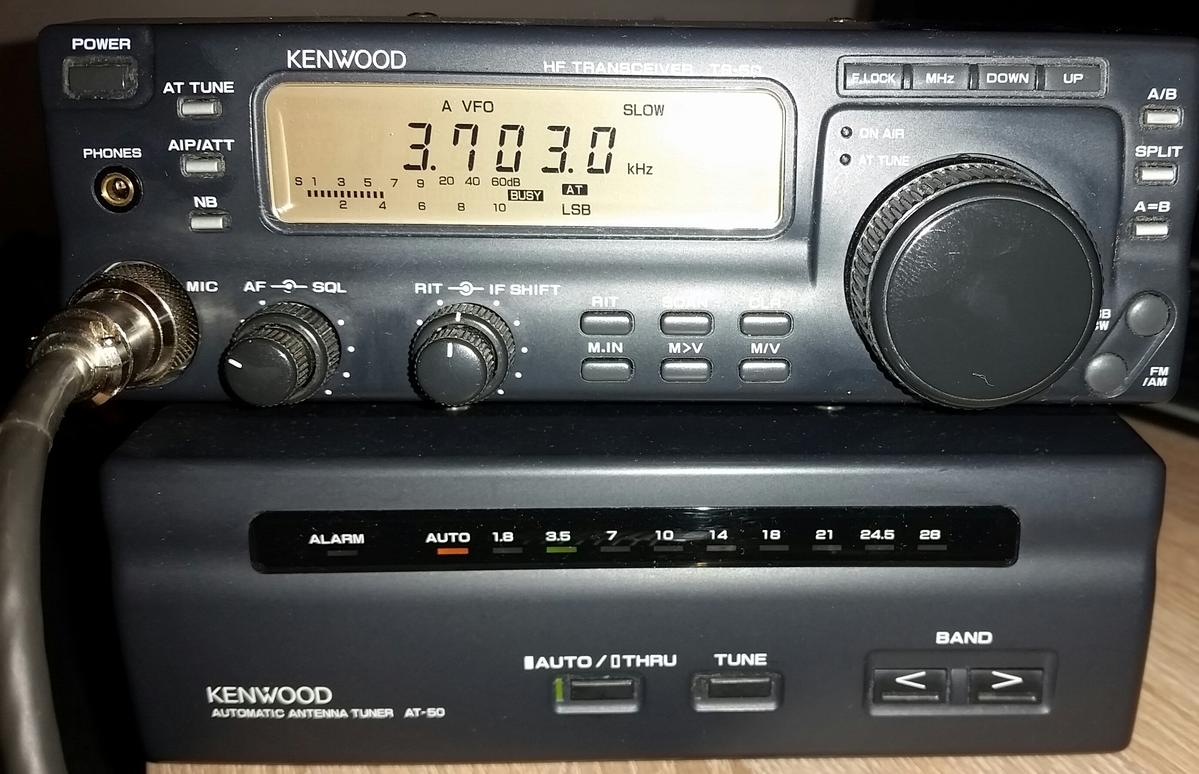 POWER
KENWOOD
HF TRANSCEIVER TS-50
F.LOCK MHz DOWN UP
AT TUNE
A VFO SLOW
A/B
3.703.0 kHz
ON AIR
AIP/ATT
PHONES
SPLIT
AT TUNE
S 1 3 5 7 9 20 40 60dB
BUSY AT
NB
A=B
2 4 6 8 10 LSB
MIC AF SQL RIT IF SHIFT
RIT SCAN CLR
M.IN M>V M/V
FM
/AM
ALARM AUTO 1.8 3.5 7 10 14 18 21 24.5 28
BAND
AUTO / THRU TUNE
< >
KENWOOD
AUTOMATIC ANTENNA TUNER AT-50